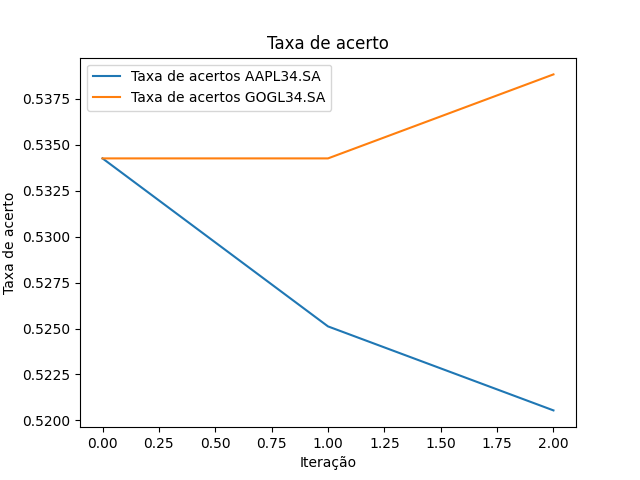 Taxa de acerto
Taxa de acertos AAPL34.SA
Taxa de acertos GOGL34.SA
0.5375
0.5350
0.5325
0.5300
0.5275
0.5250
0.5225
0.5200
Taxa de acerto
0.00 0.25 0.50 0.75 1.00 1.25 1.50 1.75 2.00
Iteração